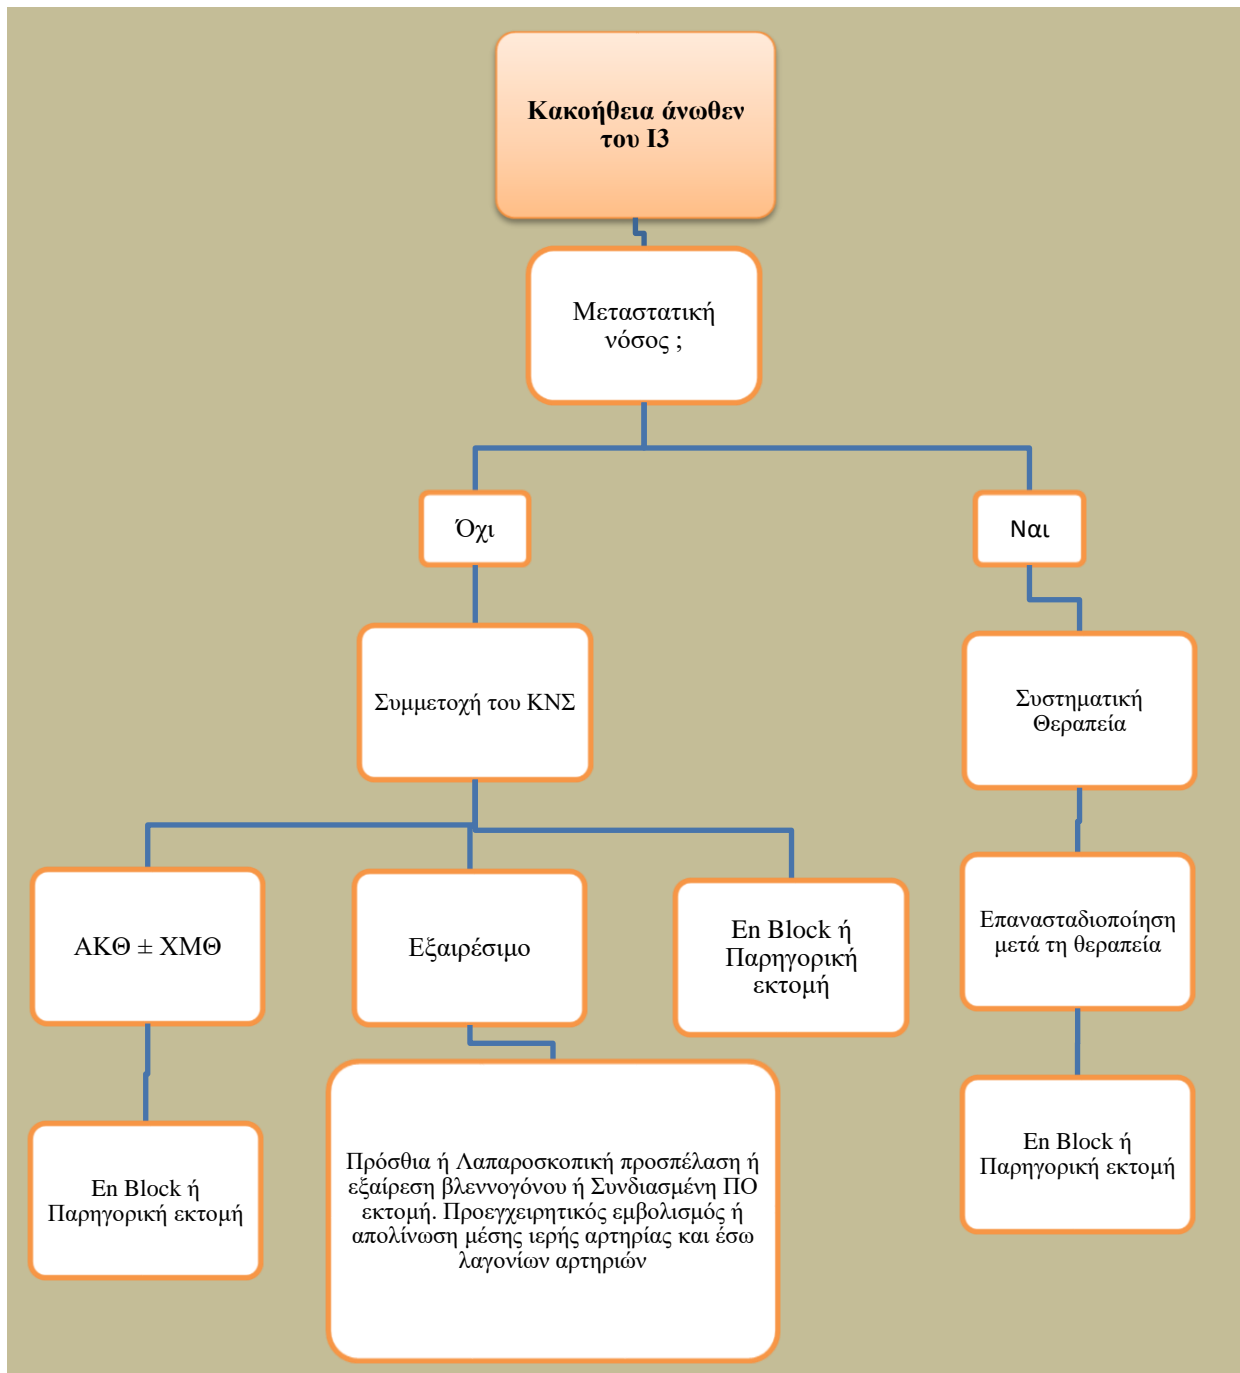 Κακοήθεια άνωθεν
του Ι3
Μεταστατική
νόσος ;
Όχι
Ναι
Συμμετοχή του ΚΝΣ
Συστηματική
Θεραπεία
ΑΚΘ ± ΧΜΘ
Εξαιρέσιμο
En Block ή
Παρηγορική
εκτομή
Επανασταδιοποίηση
μετά τη θεραπεία
En Block ή
Παρηγορική εκτομή
Πρόσθια ή Λαπαροσκοπική προσπέλαση ή
εξαίρεση βλεννογόνου ή Συνδιασμένη ΠΟ
εκτομή. Προεγχειρητικός εμβολισμός ή
απολίνωση μέσης ιερής αρτηρίας και έσω
λαγονίων αρτηριών
En Block ή
Παρηγορική εκτομή